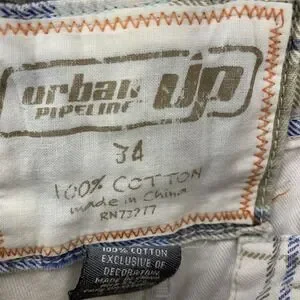 urban up
PIPELINE
34
100% COTTON
made in China
RN73277
100% COTTON
EXCLUSIVE OF
DECORATION